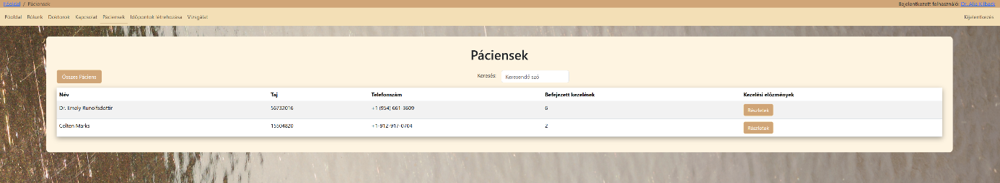 Főoldal / Páciensek
Bejelentkezett felhasználó: Dr. Alia Kilback
Főoldal Rólunk Doktorok Kapcsolat Páciensek Időpontok létrehozása Vizsgálat Kijelentkezés
Páciensek
Összes Páciens Keresés: Keresendő szó
Név Taj Telefonszám Befejezett kezelések Kezelési előzmények
Dr. Emely Runolfsdottir 56732016 +1 (954) 661-3609 6 Részletek
Colten Marks 15504820 +1-912-917-0704 2 Részletek